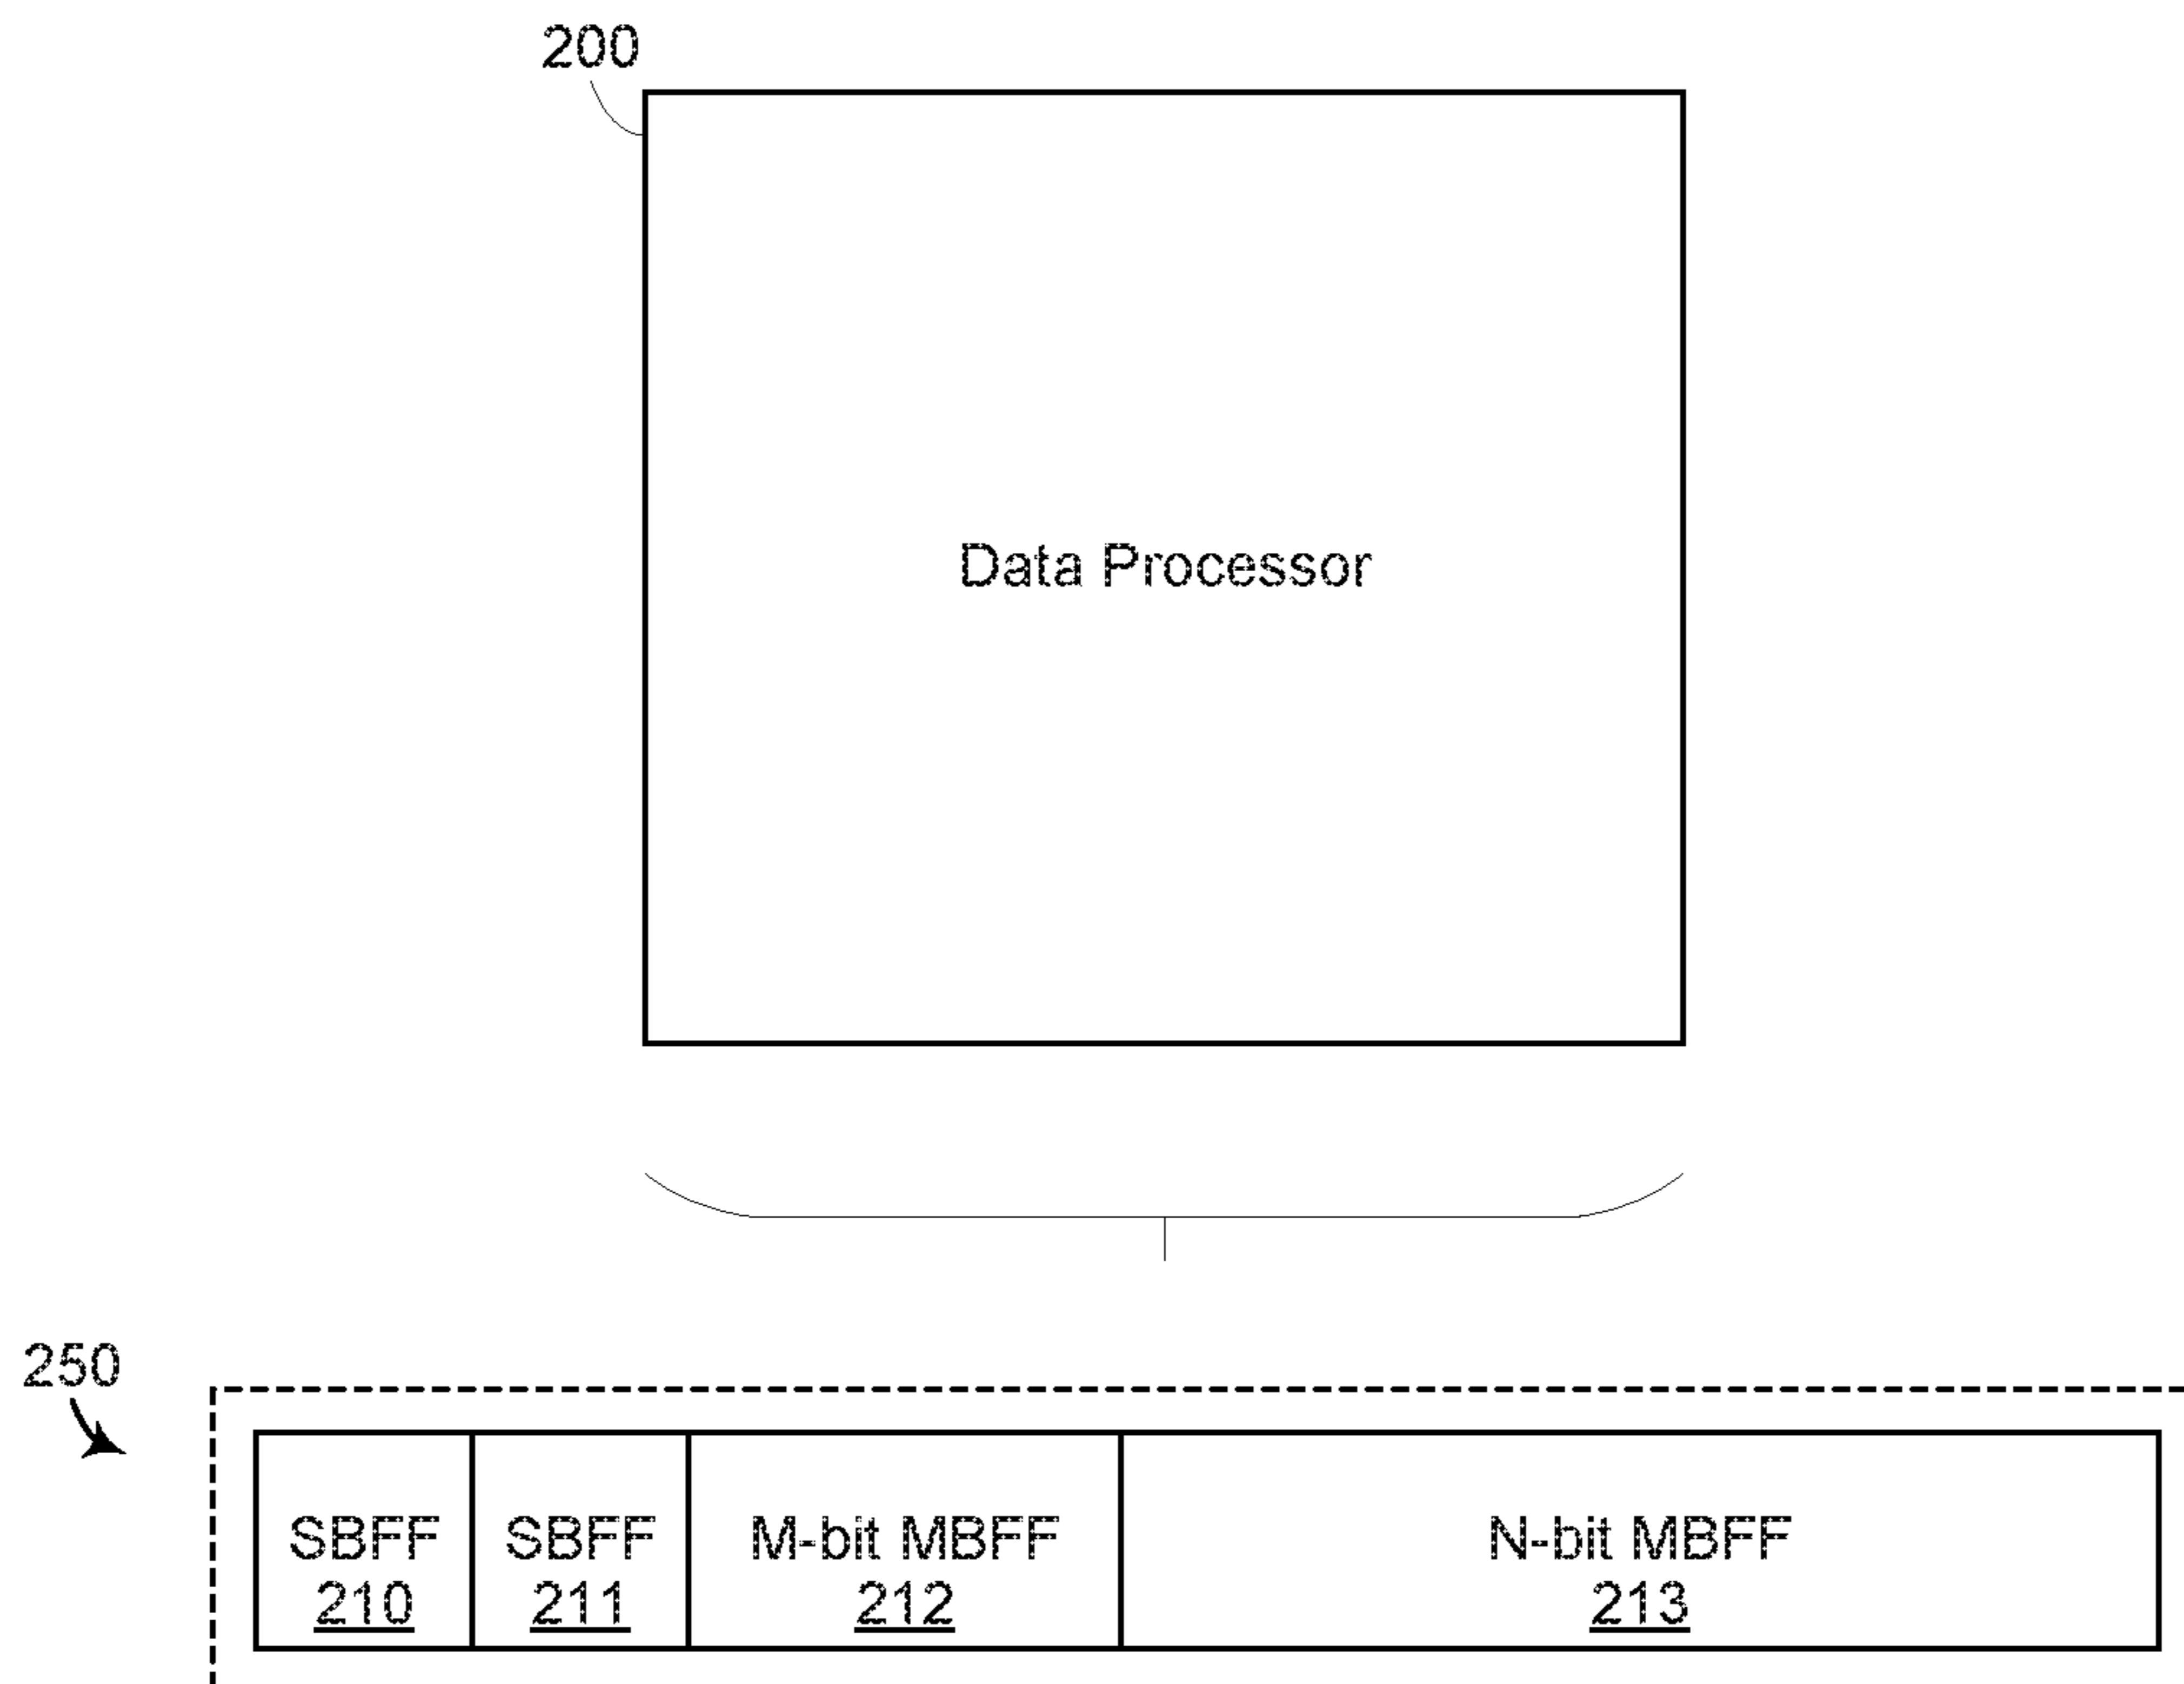 200
Data Processor
250
SBFF
210
SBFF
211
M-bit MBFF
212
N-bit MBFF
213